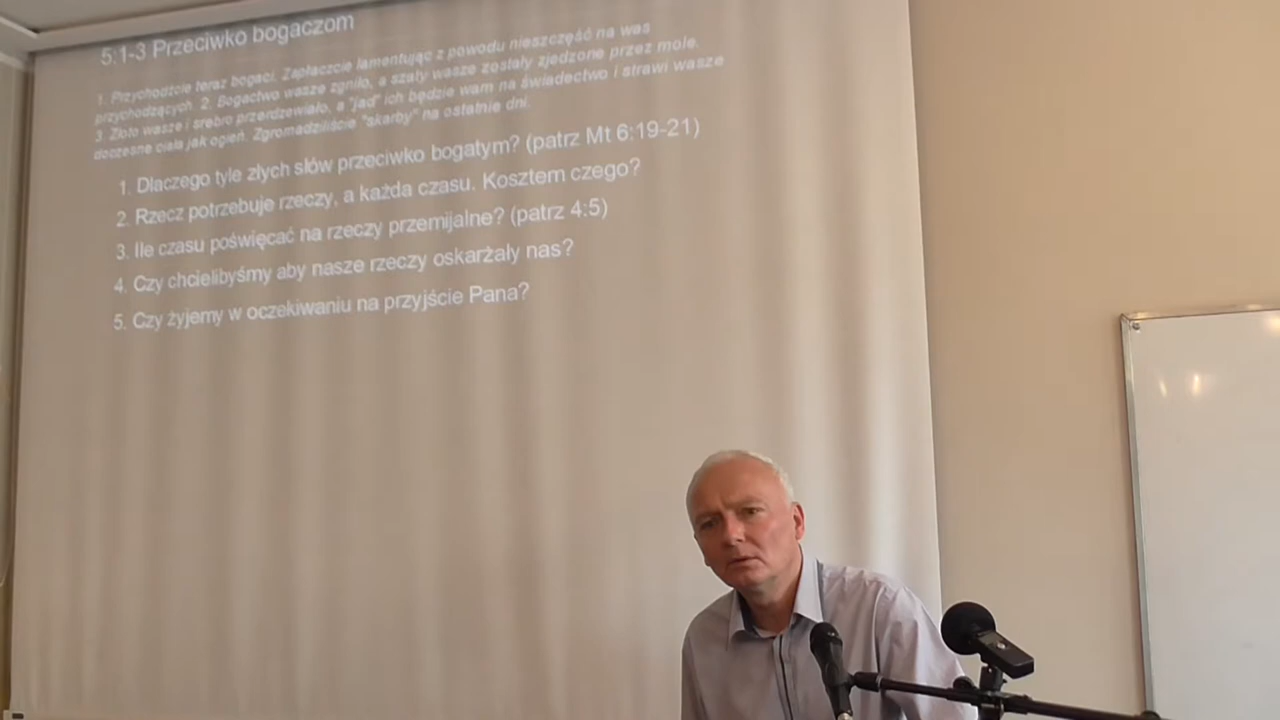 5:1-3 Przeciwko bogaczom
1. Przychodźcie teraz bogaci. Zapłaczcie lamentując z powodu nieszczęść na was
przychodzących. 2. Bogactwo wasze zgniło, a szaty wasze zostały zjedzone przez mole.
3. Złoto wasze i srebro przerdzewiało, a "jad" ich będzie wam na świadectwo i strawi wasze
doczesne ciała jak ogień. Zgromadziliście "skarby" na ostatnie dni.
1. Dlaczego tyle złych słów przeciwko bogatym? (patrz Mt 6:19-21)
2. Rzecz potrzebuje rzeczy, a każda czasu. Kosztem czego?
3. Ile czasu poświęcać na rzeczy przemijalne? (patrz 4:5)
4. Czy chcielibyśmy aby nasze rzeczy oskarżały nas?
5. Czy żyjemy w oczekiwaniu na przyjście Pana?